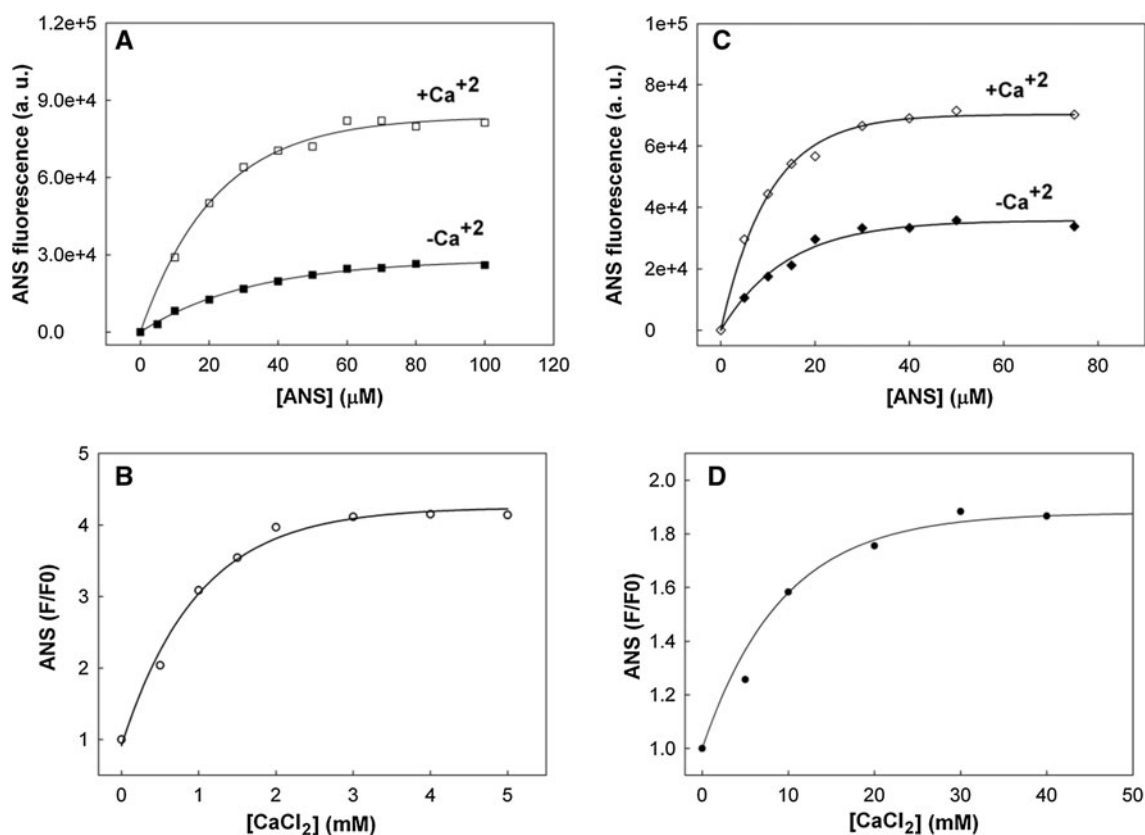 A
ANS fluorescence (a. u.)
1.2e+5
9.0e+4
6.0e+4
3.0e+4
0.0
+Ca+2
-Ca+2
0 20 40 60 80 100 120
[ANS] (μM)
C
ANS fluorescence (a. u.)
1e+5
8e+4
6e+4
4e+4
2e+4
0
+Ca+2
-Ca+2
0 20 40 60 80
[ANS] (μM)
B
ANS (F/F0)
5
4
3
2
1
0 1 2 3 4 5
[CaCl2] (mM)
D
ANS (F/F0)
2.0
1.8
1.6
1.4
1.2
1.0
0 10 20 30 40 50
[CaCl2] (mM)